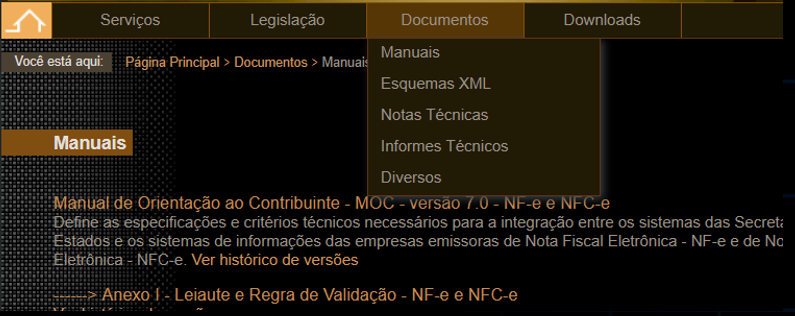 Serviços
Legislação
Documentos
Downloads
Você está aqui:
Página Principal > Documentos > Manuais
Manuais
Esquemas XML
Notas Técnicas
Informes Técnicos
Diversos
Manuais
Manual de Orientação ao Contribuinte - MOC - versão 7.0 - NF-e e NFC-e
Define as especificações e critérios técnicos necessários para a integração entre os sistemas das
Estados e os sistemas de informações das empresas emissoras de Nota Fiscal Eletrônica - NF-e e de
Eletrônica - NFC-e. Ver histórico de versões
------> Anexo I - Leiaute e Regra de Validação - NF-e e NFC-e